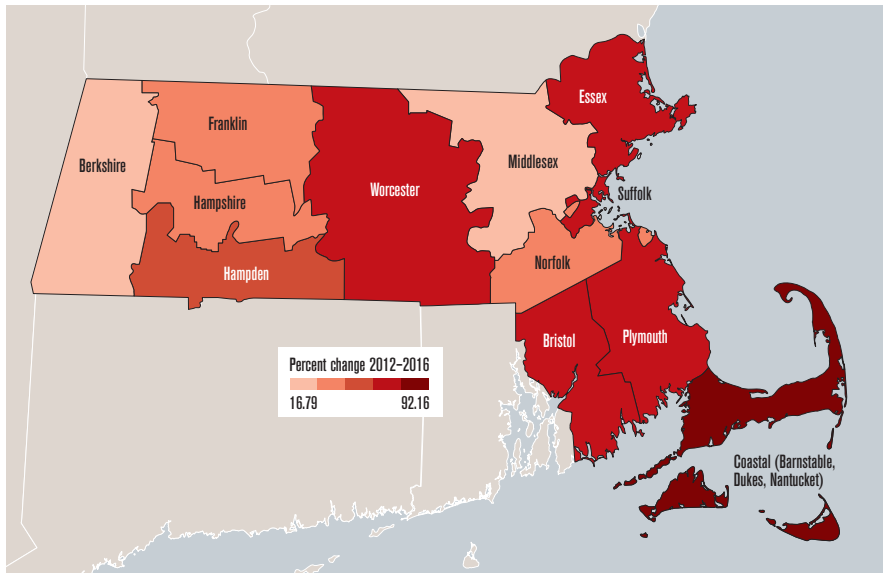 Essex
Franklin
Berkshire
Middlesex
Worcester
Suffolk
Hampshire
Norfolk
Hampden
Bristol
Plymouth
Percent change 2012–2016
16.79 92.16
Coastal (Barnstable,
Dukes, Nantucket)